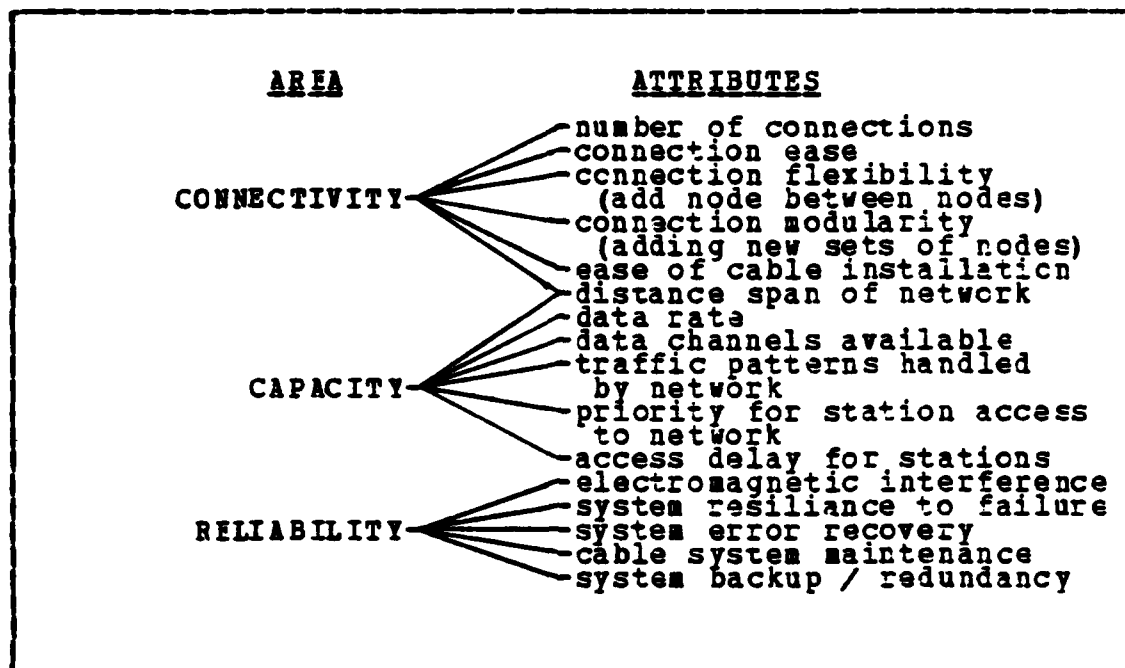 AREA ATTRIBUTES
number of connections
connection ease
connection flexibility
(add node between nodes)
CONNECTIVITY
connection modularity
(adding new sets of nodes)
ease of cable installation
distance span of network
data rate
data channels available
traffic patterns handled
by network
CAPACITY
priority for station access
to network
access delay for stations
electromagnetic interference
system resiliance to failure
RELIABILITY
system error recovery
cable system maintenance
system backup / redundancy